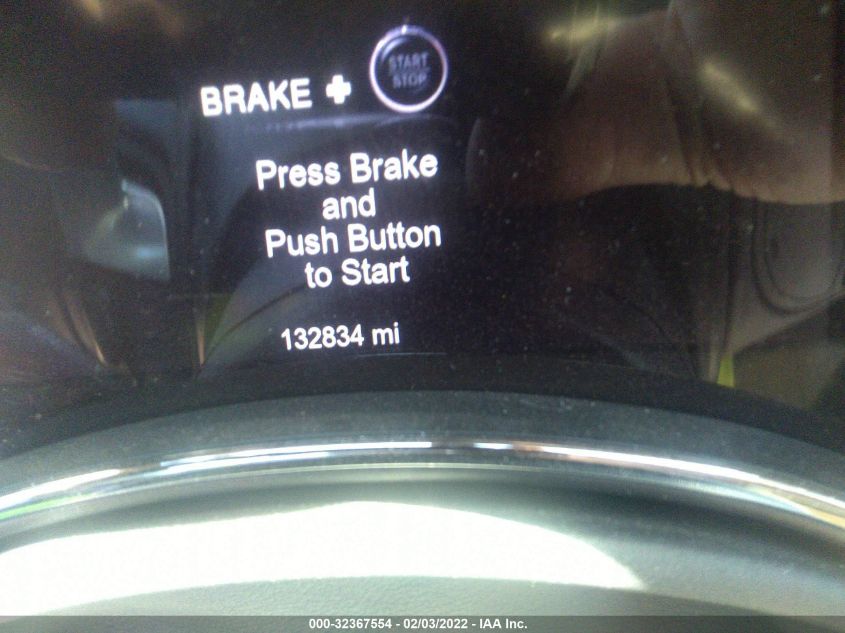 START
STOP
BRAKE +
Press Brake
and
Push Button
to Start
132834 mi
000-32367554 - 02/03/2022 - IAA Inc.